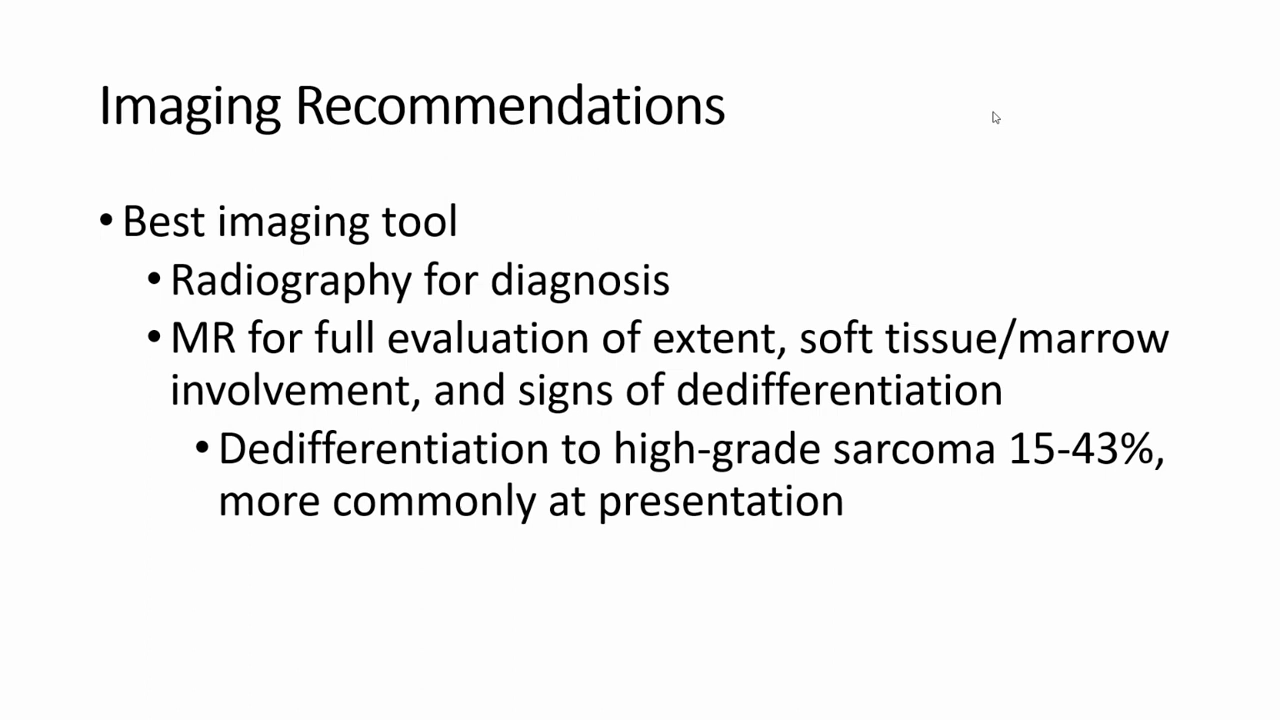 Imaging Recommendations
• Best imaging tool
• Radiography for diagnosis
• MR for full evaluation of extent, soft tissue/marrow
involvement, and signs of dedifferentiation
• Dedifferentiation to high-grade sarcoma 15-43%,
more commonly at presentation